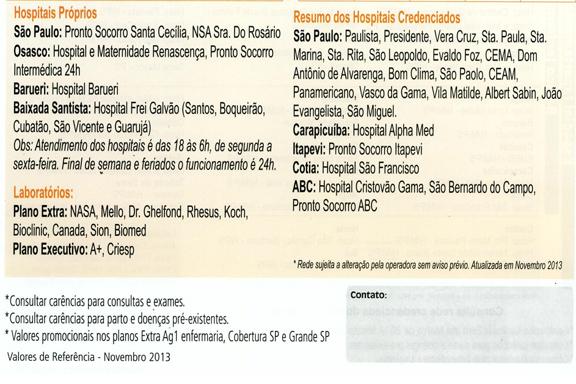 Hospitais Próprios
São Paulo: Pronto Socorro Santa Cecília, NSA Sra. Do Rosário
Osasco: Hospital e Maternidade Renascença, Pronto Socorro
Intermédica 24h
Barueri: Hospital Barueri
Baixada Santista: Hospital Frei Galvão (Santos, Boqueirão,
Cubatão, São Vicente e Guarujá)
Obs: Atendimento dos hospitais é das 18 às 6h, de segunda a
sexta-feira. Final de semana e feriados o funcionamento é 24h.
Laboratórios:
Plano Extra: NASA, Mello, Dr. Ghelfond, Rhesus, Koch,
Bioclinic, Canada, Sion, Biomed
Plano Executivo: A+, Criesp
Resumo dos Hospitais Credenciados
São Paulo: Paulista, Presidente, Vera Cruz, Sta. Paula, Sta.
Marina, Sta. Rita, São Leopoldo, Evaldo Foz, CEMA, Dom
Antônio de Alvarenga, Bom Clima, São Paolo, CEAM,
Panamericano, Vasco da Gama, Vila Matilde, Albert Sabin, João
Evangelista, São Miguel.
Carapicuíba: Hospital Alpha Med
Itapevi: Pronto Socorro Itapevi
Cotia: Hospital São Francisco
ABC: Hospital Cristovão Gama, São Bernardo do Campo,
Pronto Socorro ABC
* Rede sujeita a alteração pela operadora sem aviso prévio. Atualizada em Novembro 2013
*Consultar carências para consultas e exames.
*Consultar carências para parto e doenças pré-existentes.
* Valores promocionais nos planos Extra Ag1 enfermaria, Cobertura SP e Grande SP
Valores de Referência - Novembro 2013
Contato: